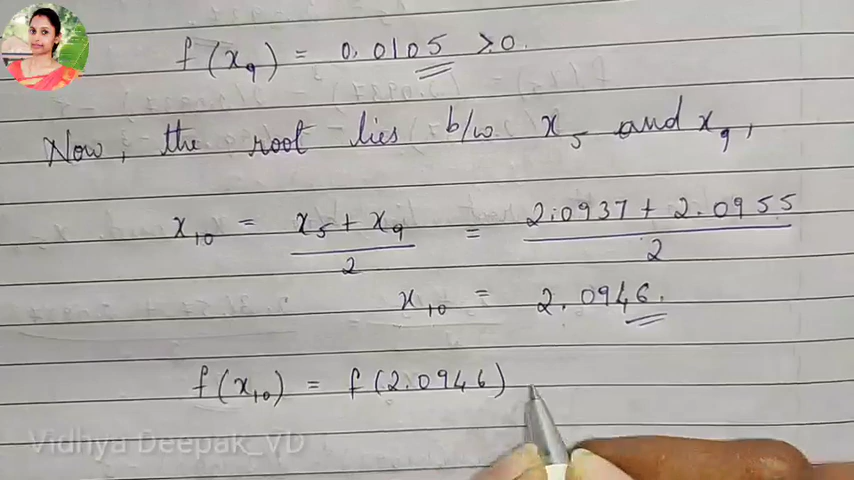 f(x₉) = 0.0105 >0.
Now, the root lies b/w x₅ and x₉,
x₁₀ = (x₅ + x₉)/2 = (2.0937 + 2.0955)/2
x₁₀ = 2.0946.
f(x₁₀) = f(2.0946)
Vidhya Deepak_VD